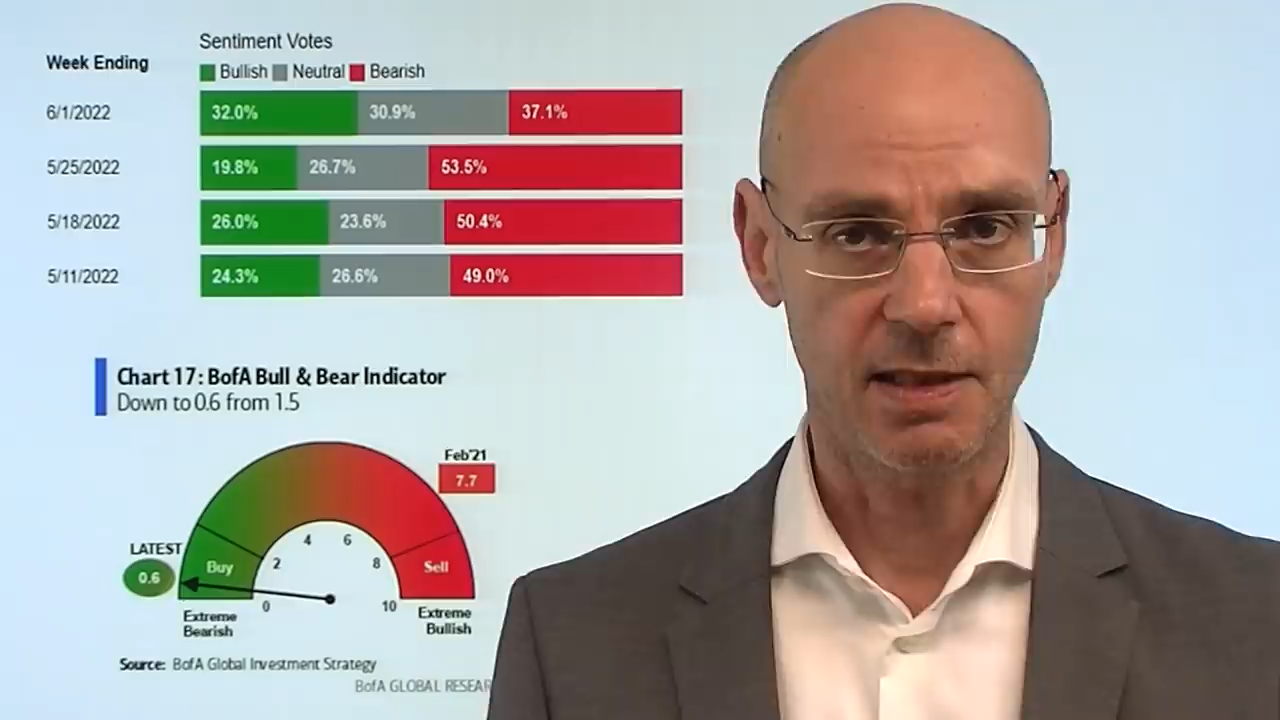 Sentiment Votes
Week Ending
Bullish Neutral Bearish
6/1/2022 32.0% 30.9% 37.1%
5/25/2022 19.8% 26.7% 53.5%
5/18/2022 26.0% 23.6% 50.4%
5/11/2022 24.3% 26.6% 49.0%
Chart 17: BofA Bull & Bear Indicator
Down to 0.6 from 1.5
Feb'21
7.7
4 6
LATEST
2 8
Buy Sell
0.6
0 10
Extreme Bearish
Extreme Bullish
Source: BofA Global Investment Strategy
BofA GLOBAL RESEAR